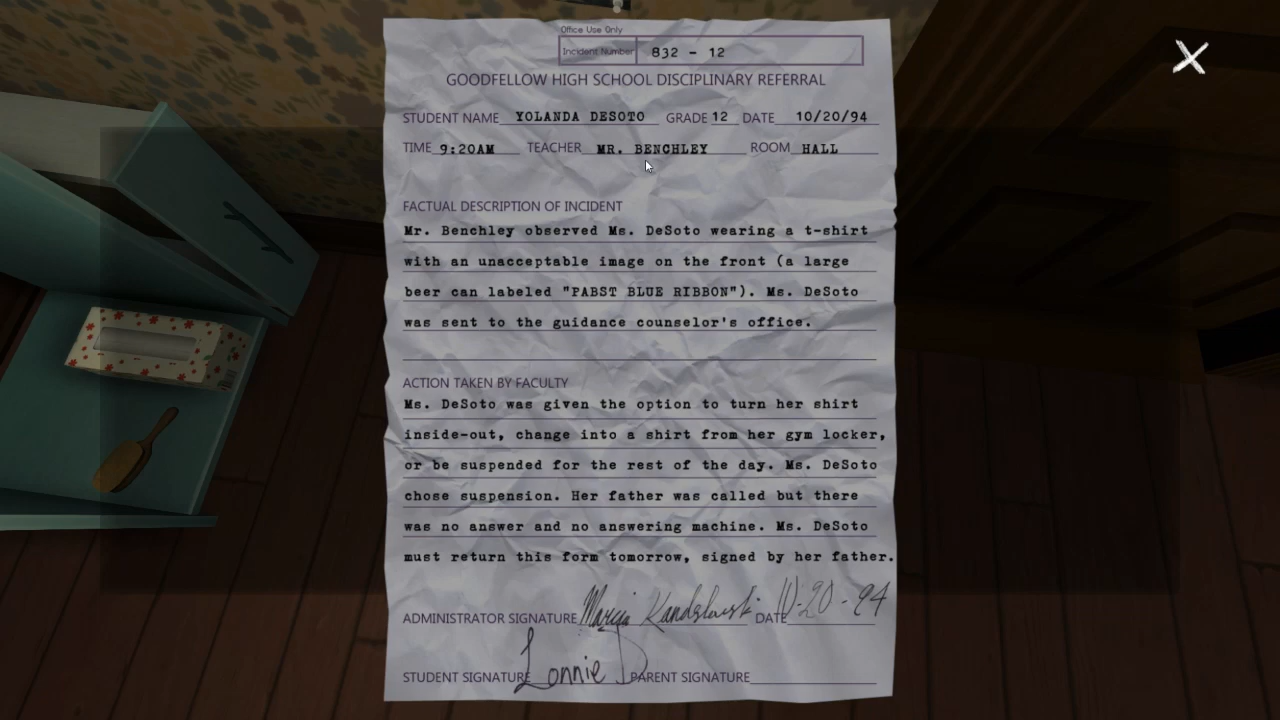 Office Use Only
Incident Number 832 - 12
GOODFELLOW HIGH SCHOOL DISCIPLINARY REFERRAL
STUDENT NAME YOLANDA DESOTO GRADE 12 DATE 10/20/94
TIME 9:20AM TEACHER MR. BENCHLEY ROOM HALL
FACTUAL DESCRIPTION OF INCIDENT
Mr. Benchley observed Ms. DeSoto wearing a t-shirt
with an unacceptable image on the front (a large
beer can labeled "PABST BLUE RIBBON"). Ms. DeSoto
was sent to the guidance counselor's office.
ACTION TAKEN BY FACULTY
Ms. DeSoto was given the option to turn her shirt
inside-out, change into a shirt from her gym locker,
or be suspended for the rest of the day. Ms. DeSoto
chose suspension. Her father was called but there
was no answer and no answering machine. Ms. DeSoto
must return this form tomorrow, signed by her father.
ADMINISTRATOR SIGNATURE Marcia DATE 10-20-94
STUDENT SIGNATURE Lonnie D PARENT SIGNATURE